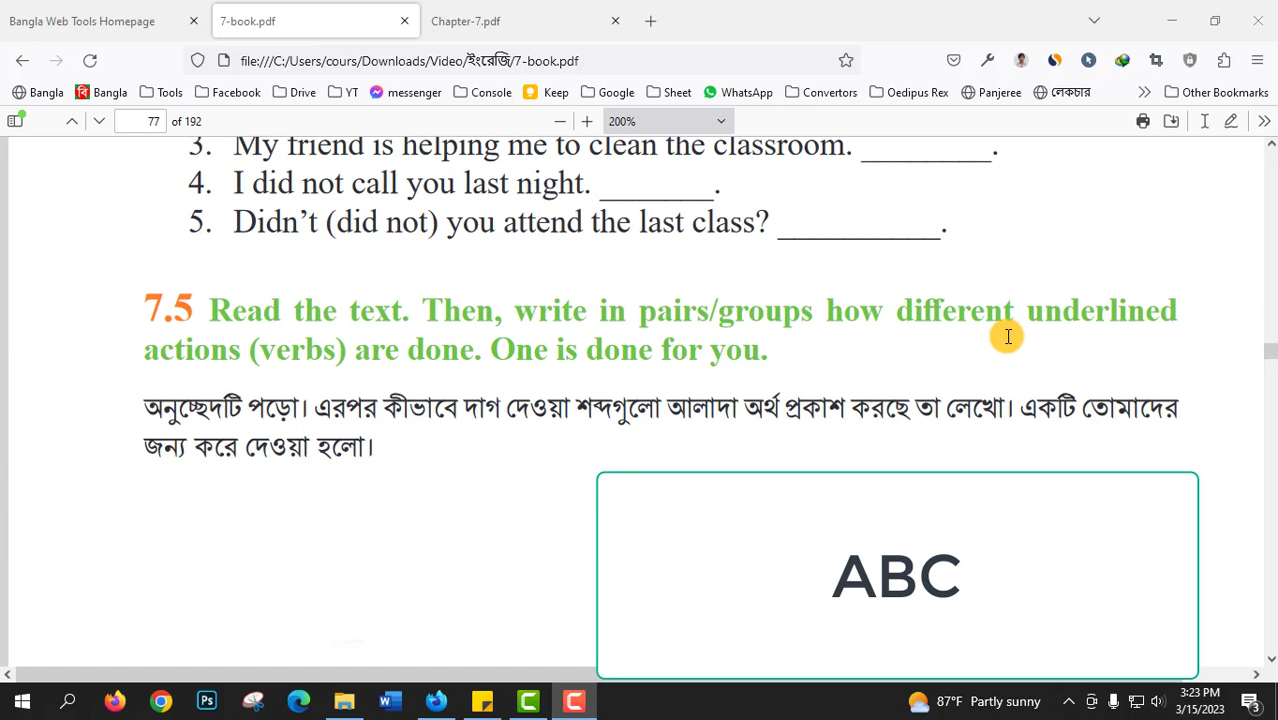 Bangla Web Tools Homepage
7-book.pdf
Chapter-7.pdf
file:///C:/Users/cours/Downloads/Video/ইংরেজি/7-book.pdf
Bangla
বি Bangla
Tools
Facebook
Drive
YT
messenger
Console
Keep
Google
Sheet
WhatsApp
Convertors
Oedipus Rex
Panjeree
লেকচার
Other Bookmarks
77 of 192
200%
3. My friend is helping me to clean the classroom. ________.
4. I did not call you last night. _______.
5. Didn't (did not) you attend the last class? __________.
7.5 Read the text. Then, write in pairs/groups how different underlined
actions (verbs) are done. One is done for you.
অনুচ্ছেদটি পড়ো। এরপর কীভাবে দাগ দেওয়া শব্দগুলো আলাদা অর্থ প্রকাশ করছে তা লেখো। একটি তোমাদের
জন্য করে দেওয়া হলো।
ABC
Ps
W
87°F Partly sunny
3:23 PM
3/15/2023
3